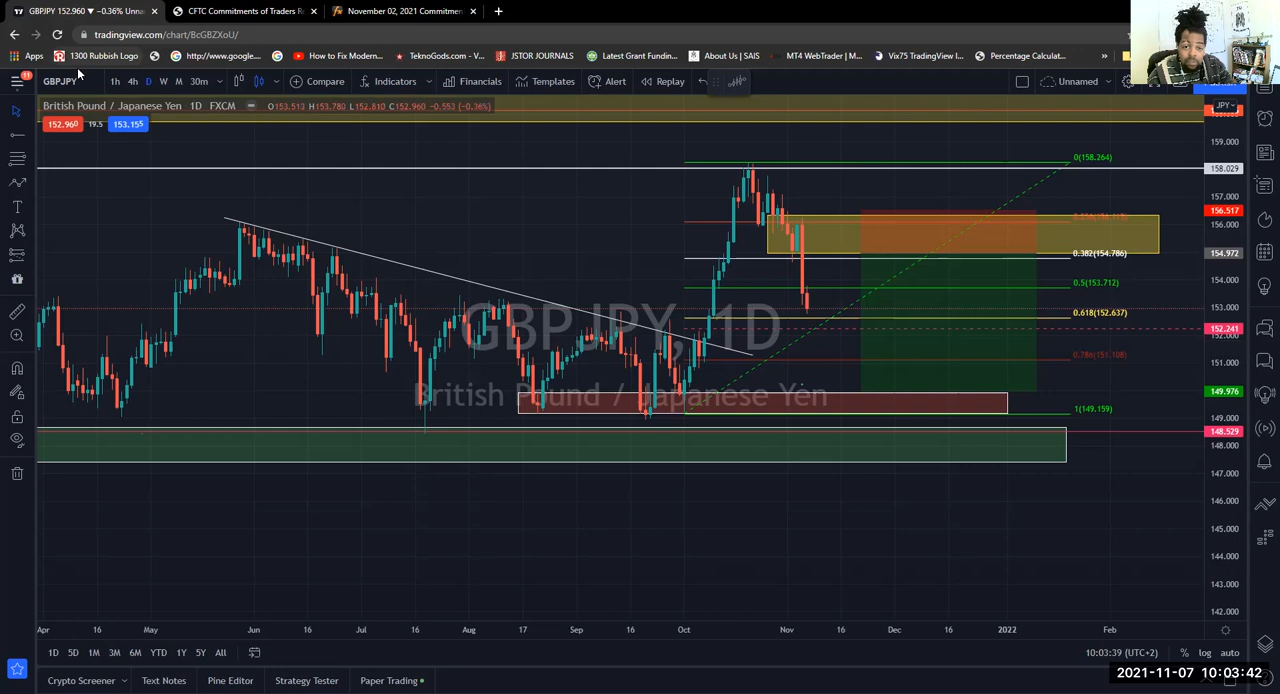 GBPJPY 152.960 ▼ −0.36% Unna
CFTC Commitments of Traders R
November 02, 2021 Commitment
tradingview.com/chart/BcGBZXoU/
Apps
1300 Rubbish Logo
http://www.google...
How to Fix Modern...
TeknoGods.com - V...
JSTOR JOURNALS
Latest Grant Fundin...
About Us | SAIS
MT4 WebTrader | M...
Vix75 TradingView I...
Percentage Calculat...
»
11
GBPJPY
1h 4h D W M 30m
Compare
Indicators
Financials
Templates
Alert
Replay
Unnamed
British Pound / Japanese Yen 1D FXCM
O153.513 H153.780 L152.810 C152.960 −0.553 (−0.36%)
JPY
152.960 19.5 153.155
159.000
0(158.264)
158.029
157.000
156.517
156.000
154.972
0.382(154.786)
154.000
0.5(153.712)
153.000
0.618(152.637)
152.241
151.000
0.786(151.108)
149.976
1(149.159)
149.000
148.529
148.000
147.000
146.000
145.000
144.000
143.000
142.000
GBPJPY, 1D
British Pound / Japanese Yen
Apr 16 May Jun 16 Jul 16 Aug 17 Sep 16 Oct Nov 16 Dec 16 2022 Feb
1D 5D 1M 3M 6M YTD 1Y 5Y All
10:03:39 (UTC+2) % log auto
Crypto Screener Text Notes Pine Editor Strategy Tester Paper Trading
2021-11-07 10:03:42